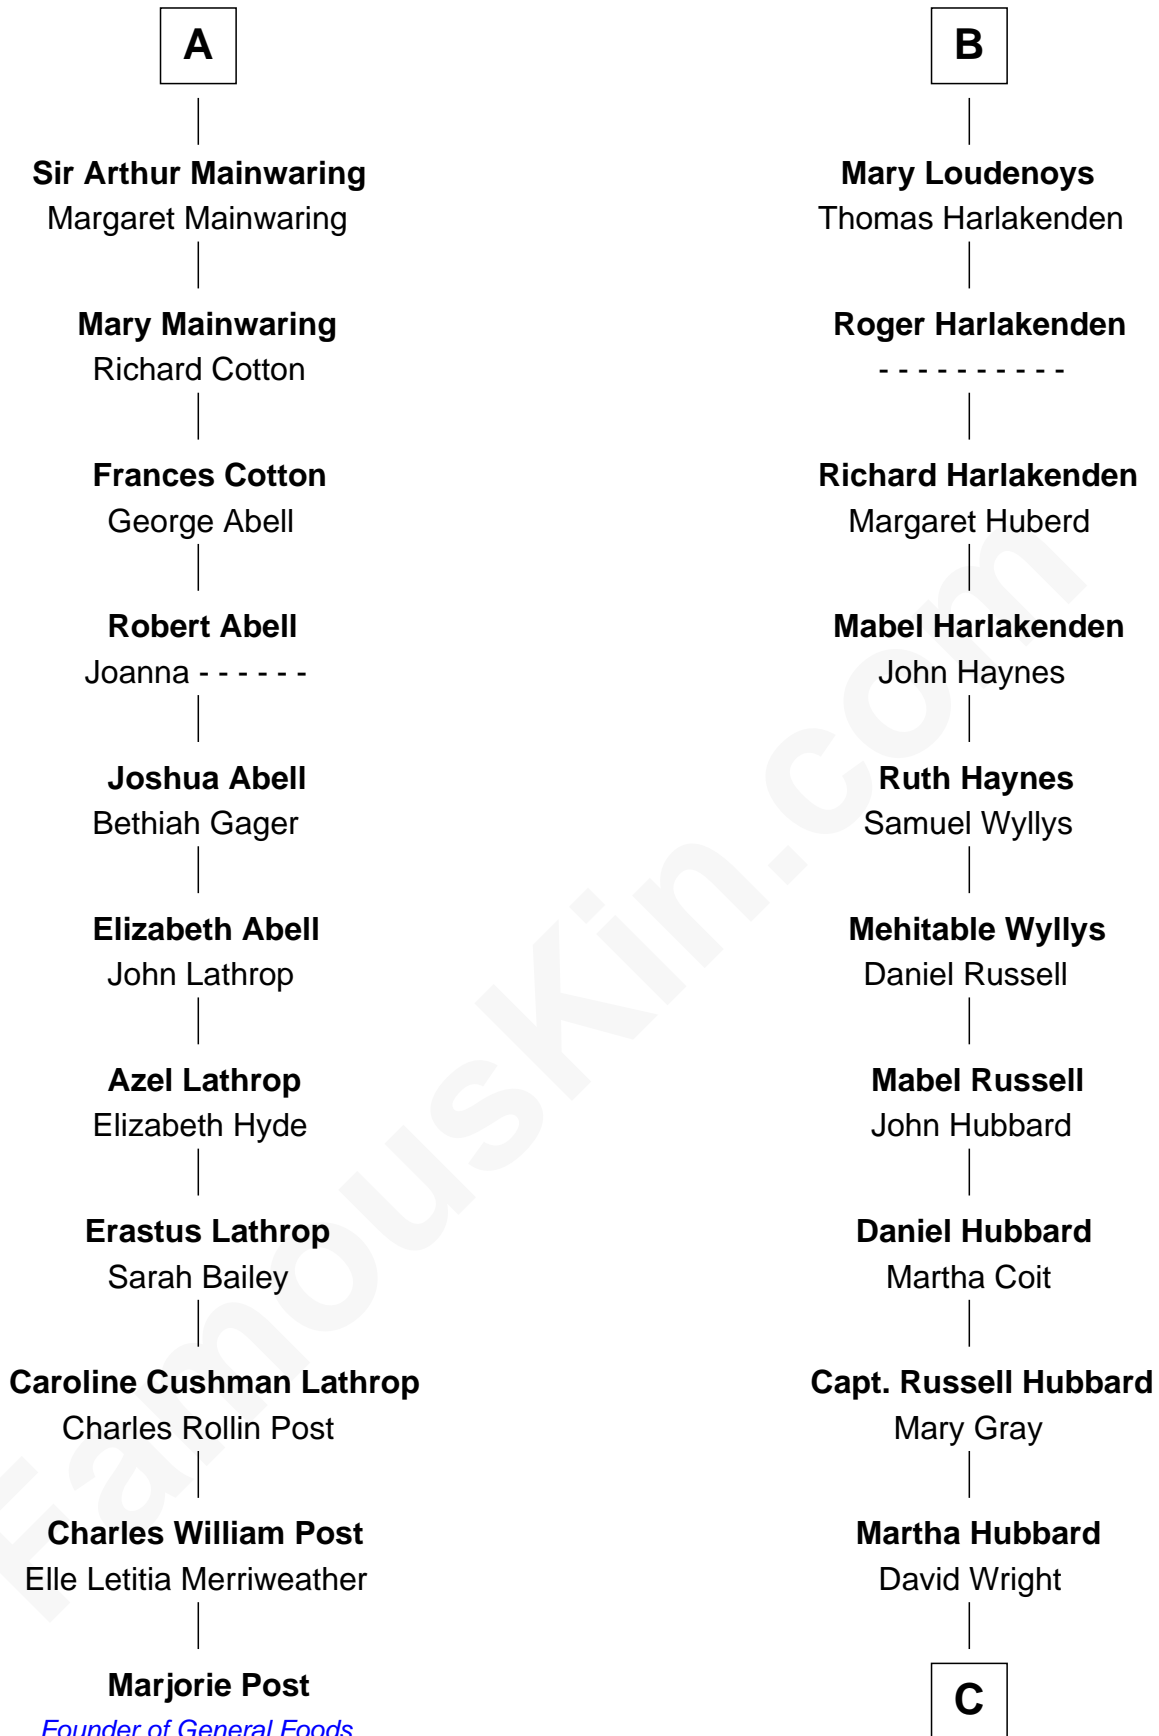 A
Sir Arthur Mainwaring
Margaret Mainwaring
Mary Mainwaring
Richard Cotton
Frances Cotton
George Abell
Robert Abell
Joanna - - - - - -
Joshua Abell
Bethiah Gager
Elizabeth Abell
John Lathrop
Azel Lathrop
Elizabeth Hyde
Erastus Lathrop
Sarah Bailey
Caroline Cushman Lathrop
Charles Rollin Post
Charles William Post
Elle Letitia Merriweather
Marjorie Post
Founder of General Foods
B
Mary Loudenoys
Thomas Harlakenden
Roger Harlakenden
- - - - - - - - - -
Richard Harlakenden
Margaret Huberd
Mabel Harlakenden
John Haynes
Ruth Haynes
Samuel Wyllys
Mehitable Wyllys
Daniel Russell
Mabel Russell
John Hubbard
Daniel Hubbard
Martha Coit
Capt. Russell Hubbard
Mary Gray
Martha Hubbard
David Wright
C
FamousKin.com